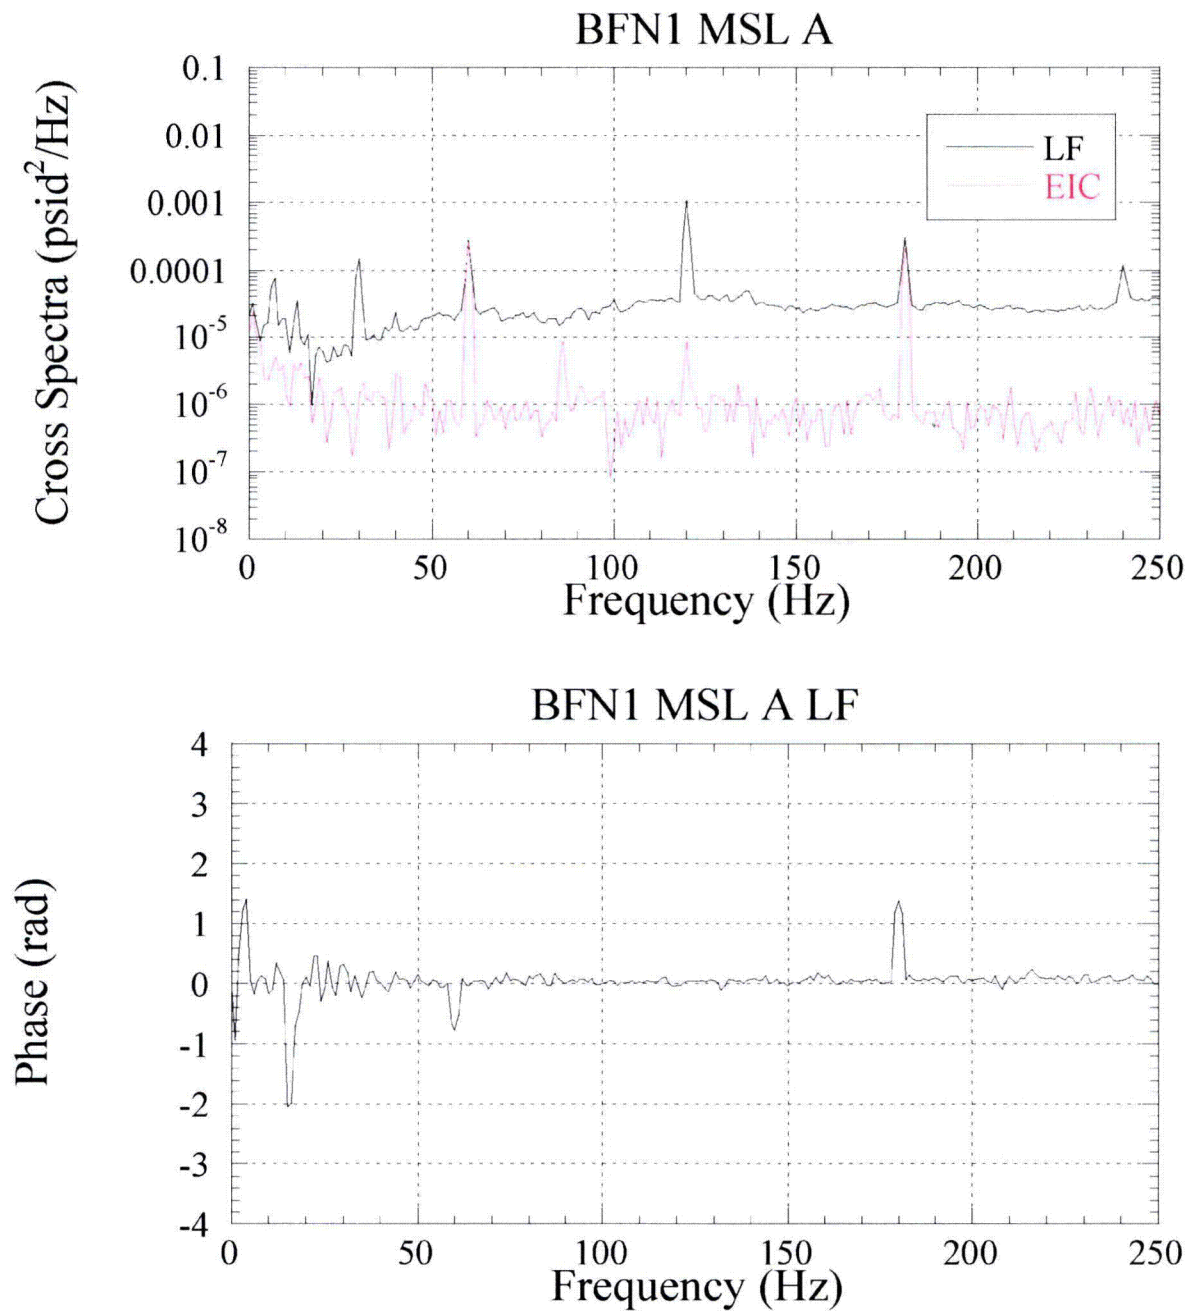 BFN1 MSL A
Cross Spectra (psid²/Hz)
0.1
0.01
0.001
0.0001
10⁻⁵
10⁻⁶
10⁻⁷
10⁻⁸
LF
EIC
0 50 100 150 200 250
Frequency (Hz)
BFN1 MSL A LF
Phase (rad)
4
3
2
1
0
-1
-2
-3
-4
0 50 100 150 200 250
Frequency (Hz)